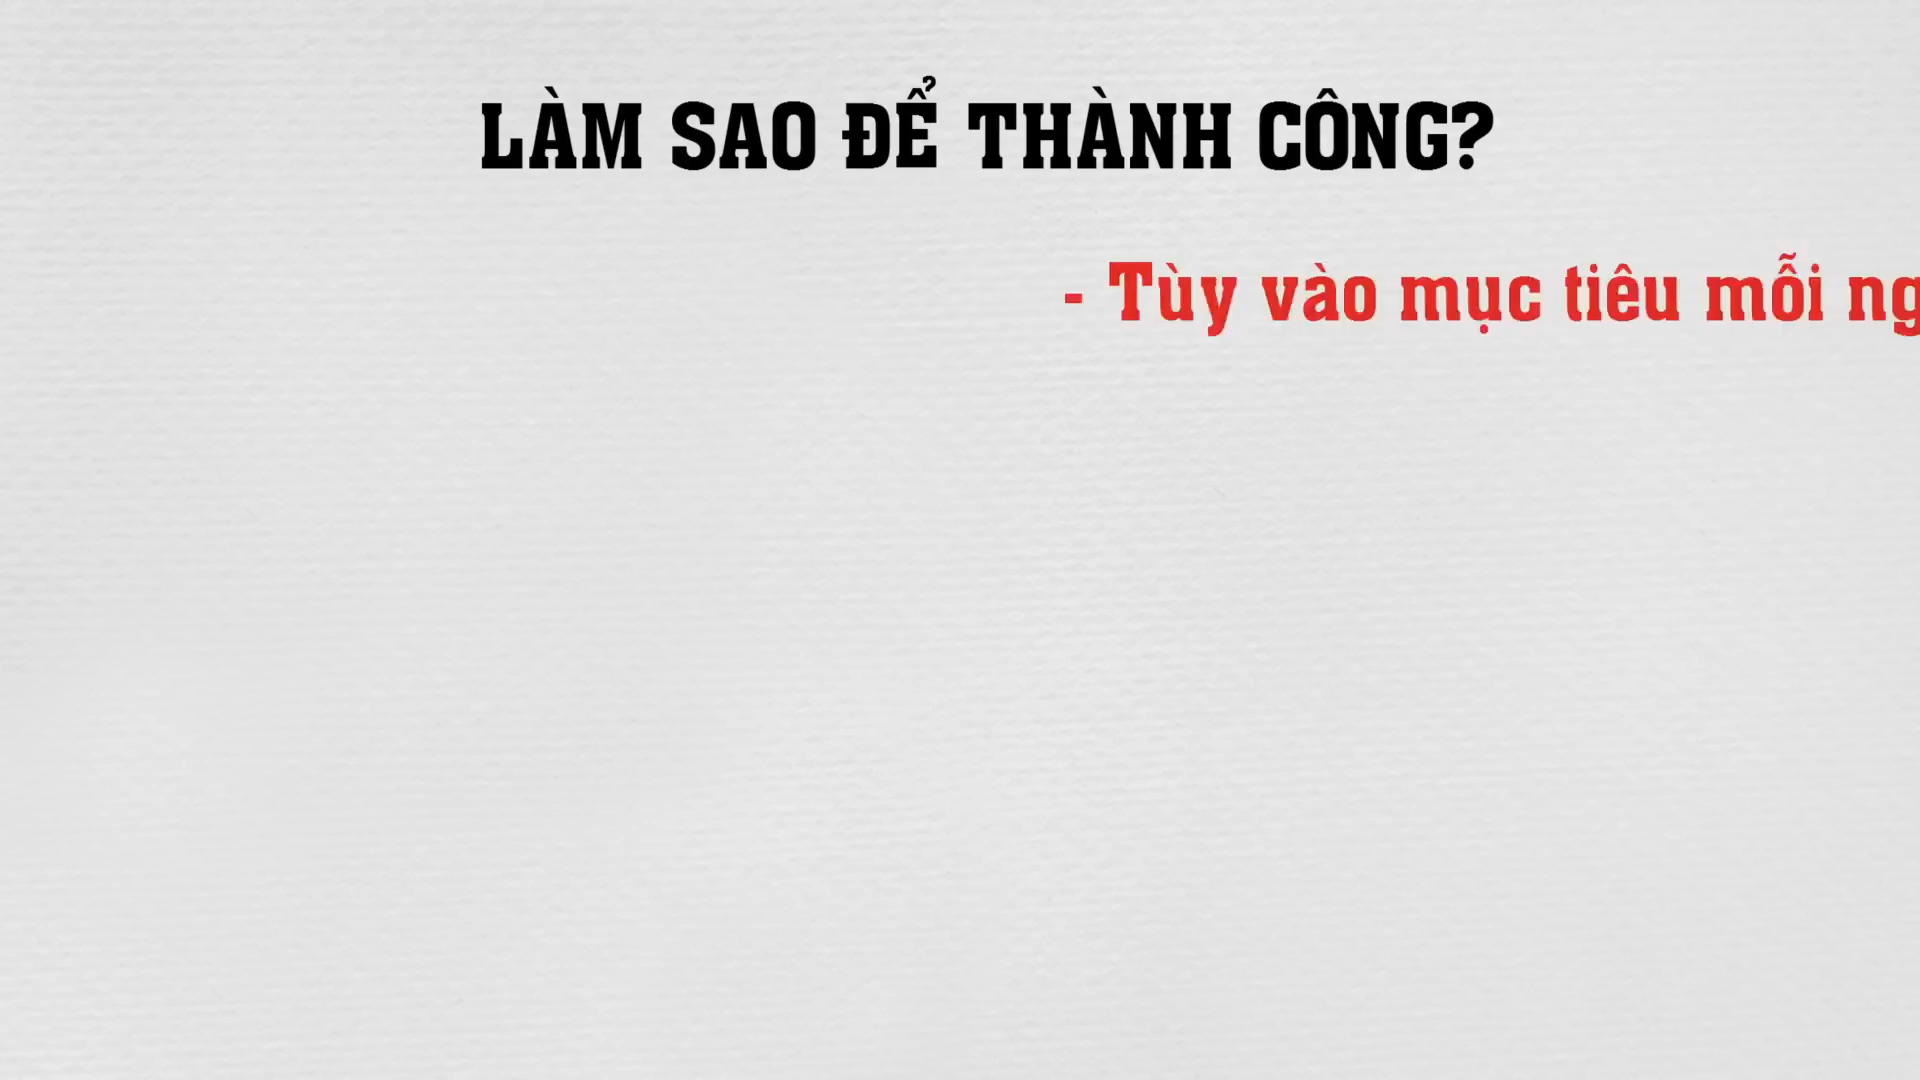 LÀM SAO ĐỂ THÀNH CÔNG?
- Tùy vào mục tiêu mỗi